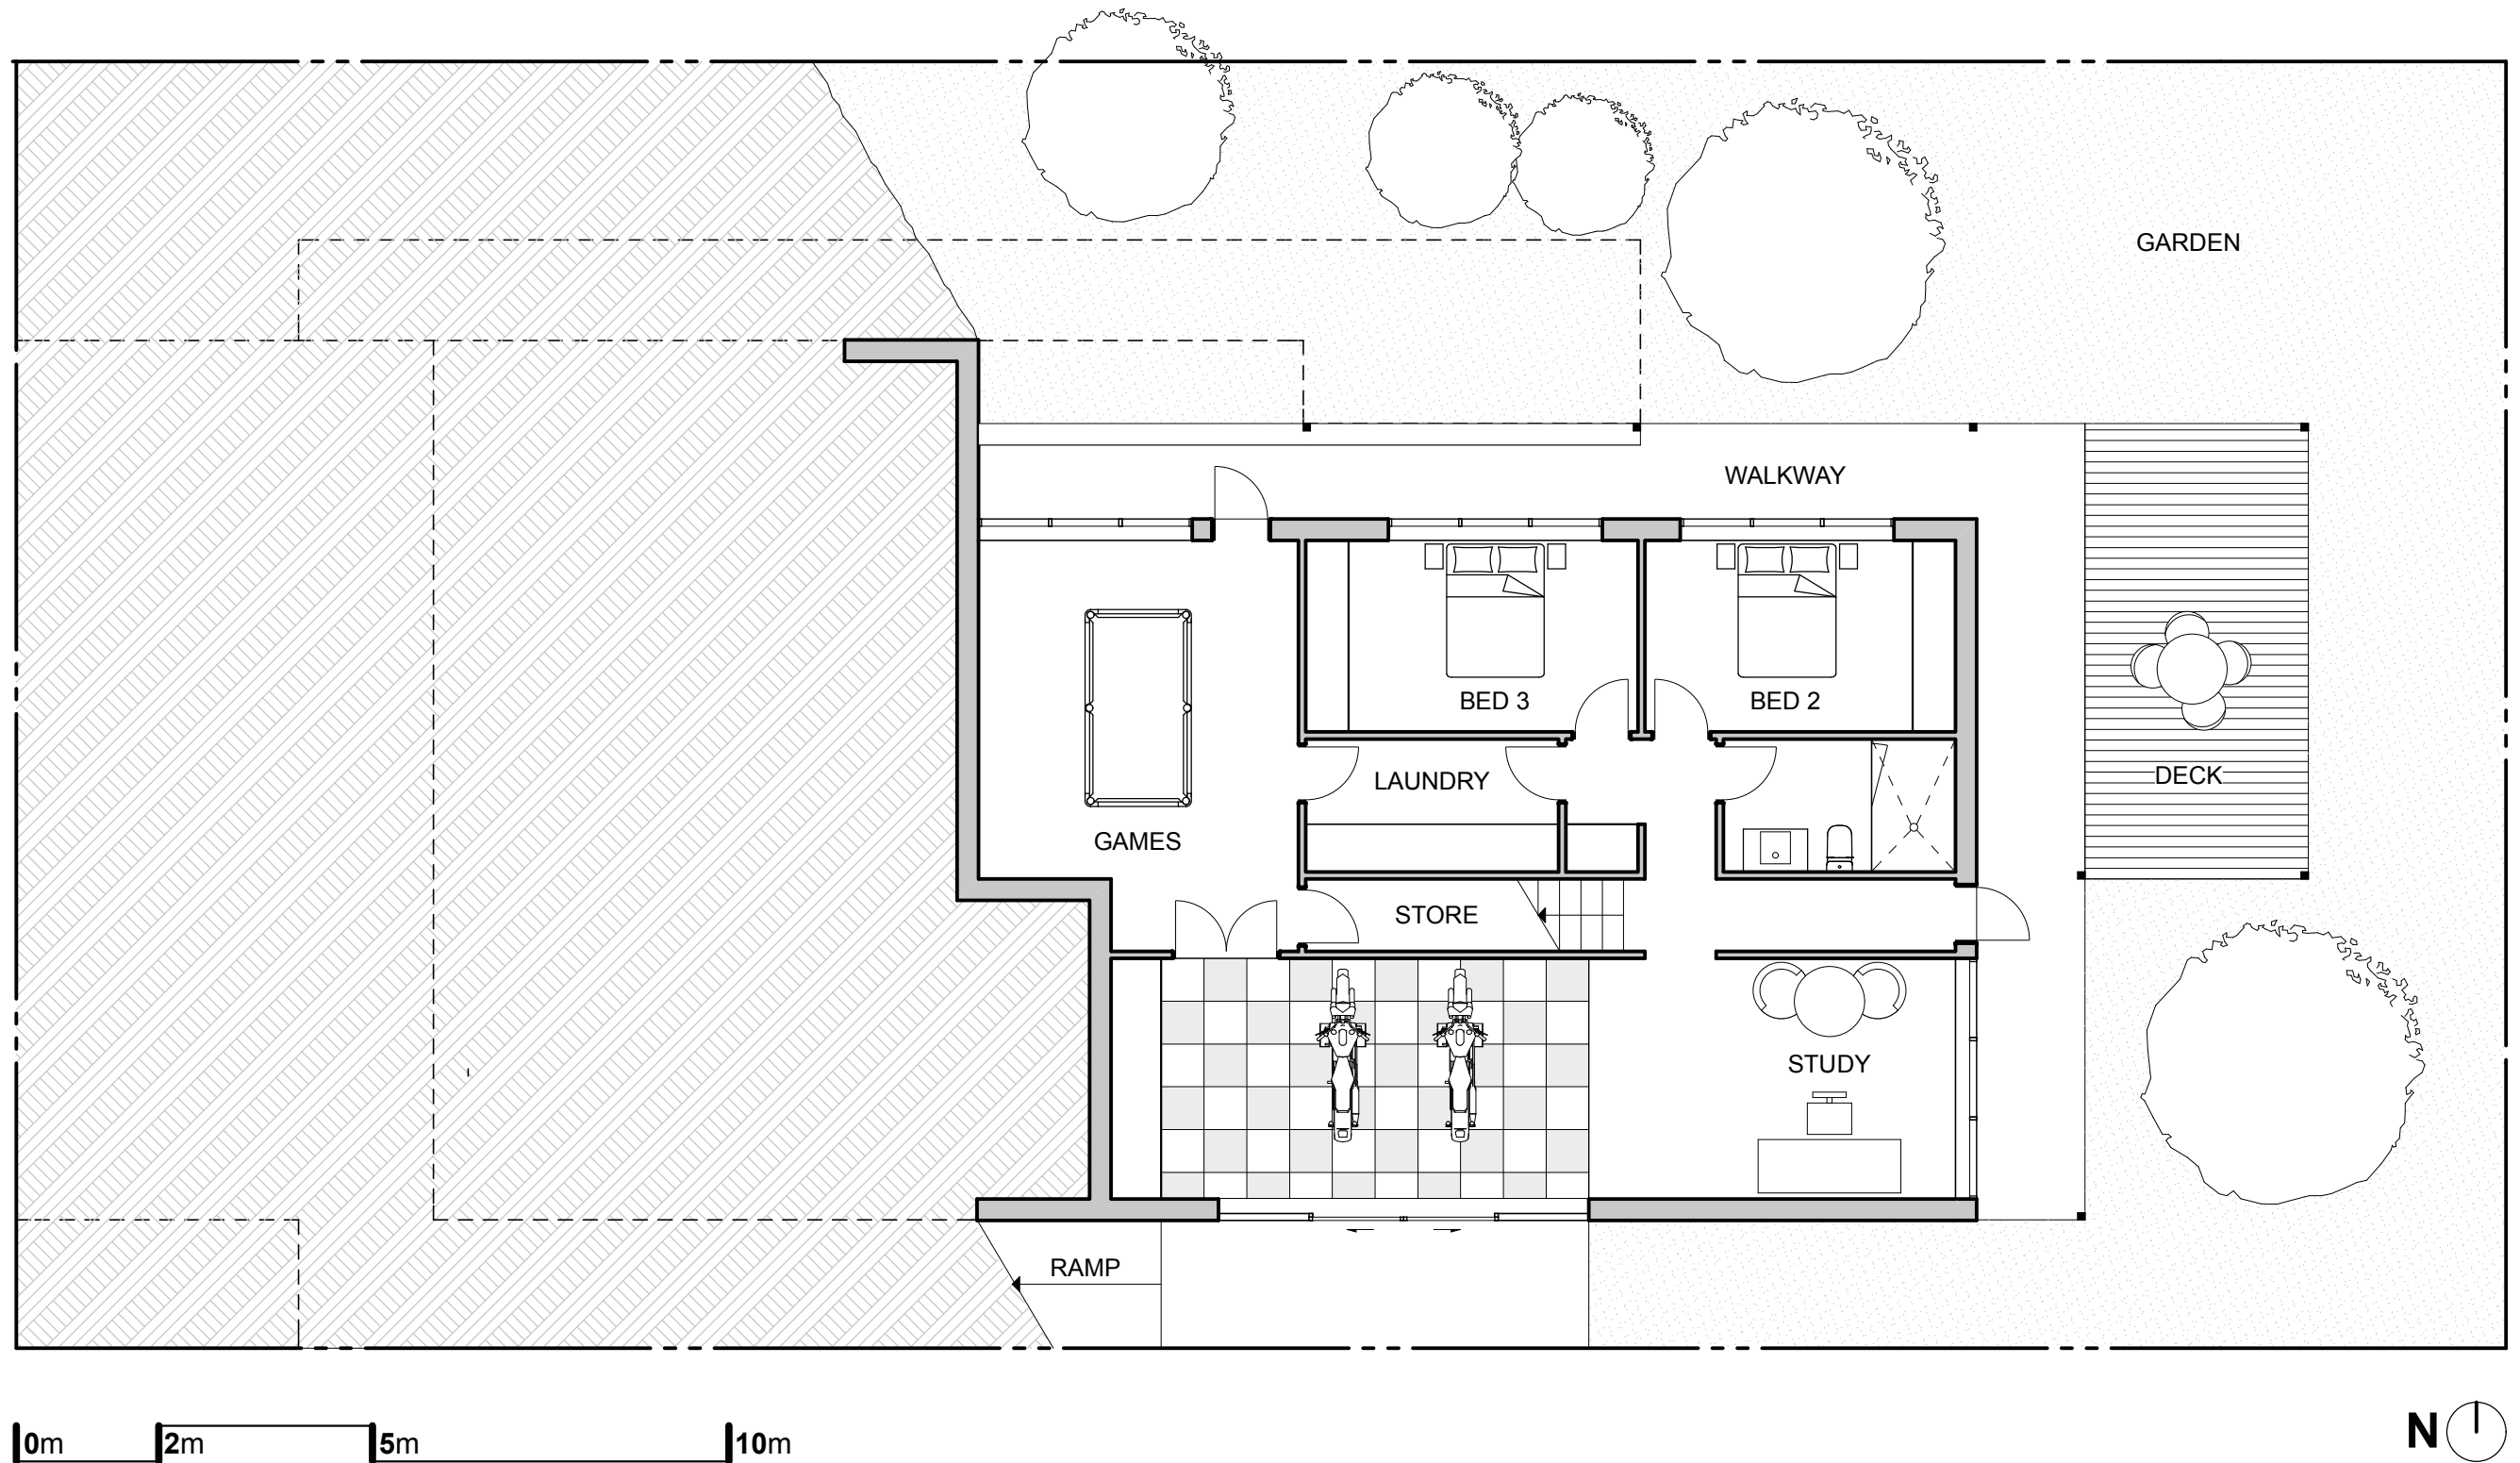 GARDEN
WALKWAY
BED 3
BED 2
LAUNDRY
DECK
GAMES
STORE
STUDY
RAMP
0m 2m 5m 10m
N